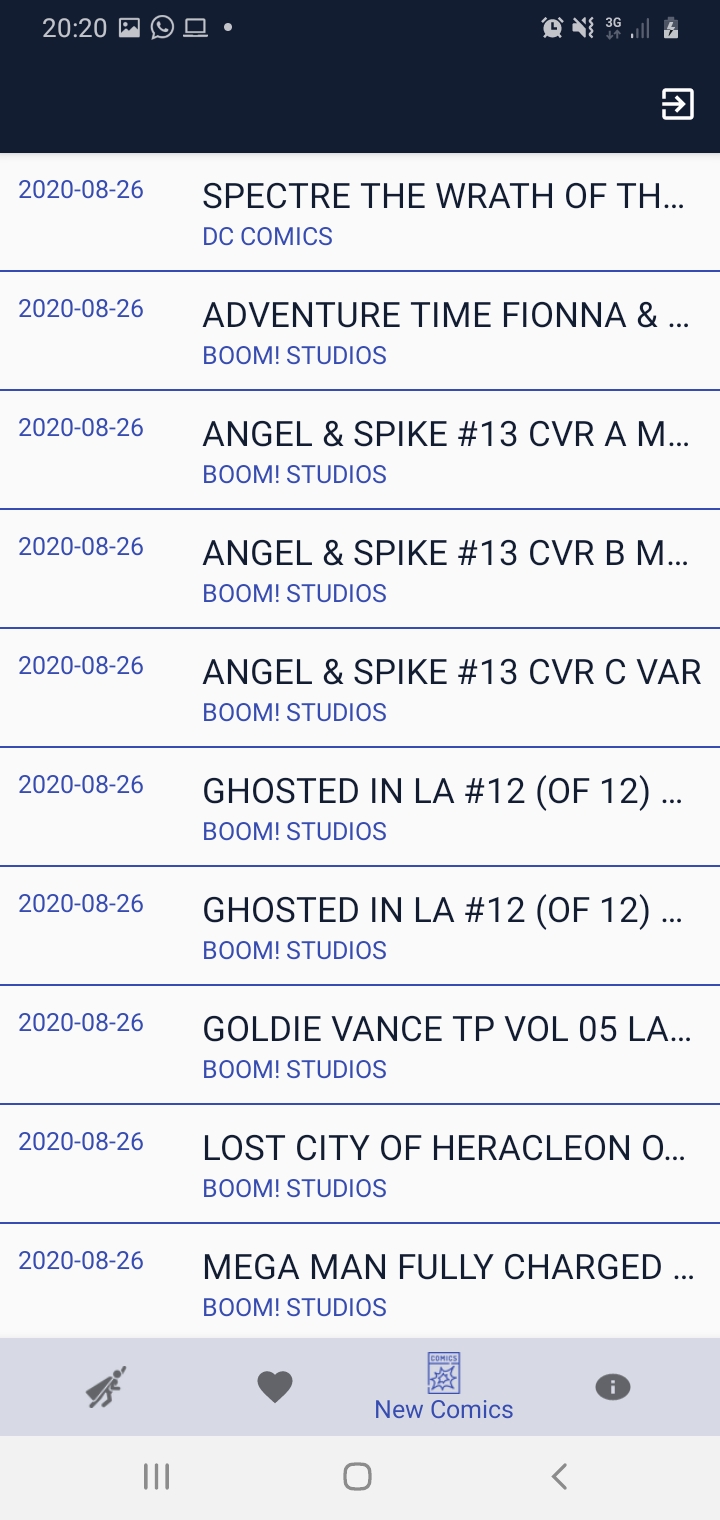 20:20
3G
2020-08-26
SPECTRE THE WRATH OF TH...
DC COMICS
2020-08-26
ADVENTURE TIME FIONNA & ...
BOOM! STUDIOS
2020-08-26
ANGEL & SPIKE #13 CVR A M...
BOOM! STUDIOS
2020-08-26
ANGEL & SPIKE #13 CVR B M...
BOOM! STUDIOS
2020-08-26
ANGEL & SPIKE #13 CVR C VAR
BOOM! STUDIOS
2020-08-26
GHOSTED IN LA #12 (OF 12) ...
BOOM! STUDIOS
2020-08-26
GHOSTED IN LA #12 (OF 12) ...
BOOM! STUDIOS
2020-08-26
GOLDIE VANCE TP VOL 05 LA...
BOOM! STUDIOS
2020-08-26
LOST CITY OF HERACLEON O...
BOOM! STUDIOS
2020-08-26
MEGA MAN FULLY CHARGED ...
BOOM! STUDIOS
COMICS
New Comics